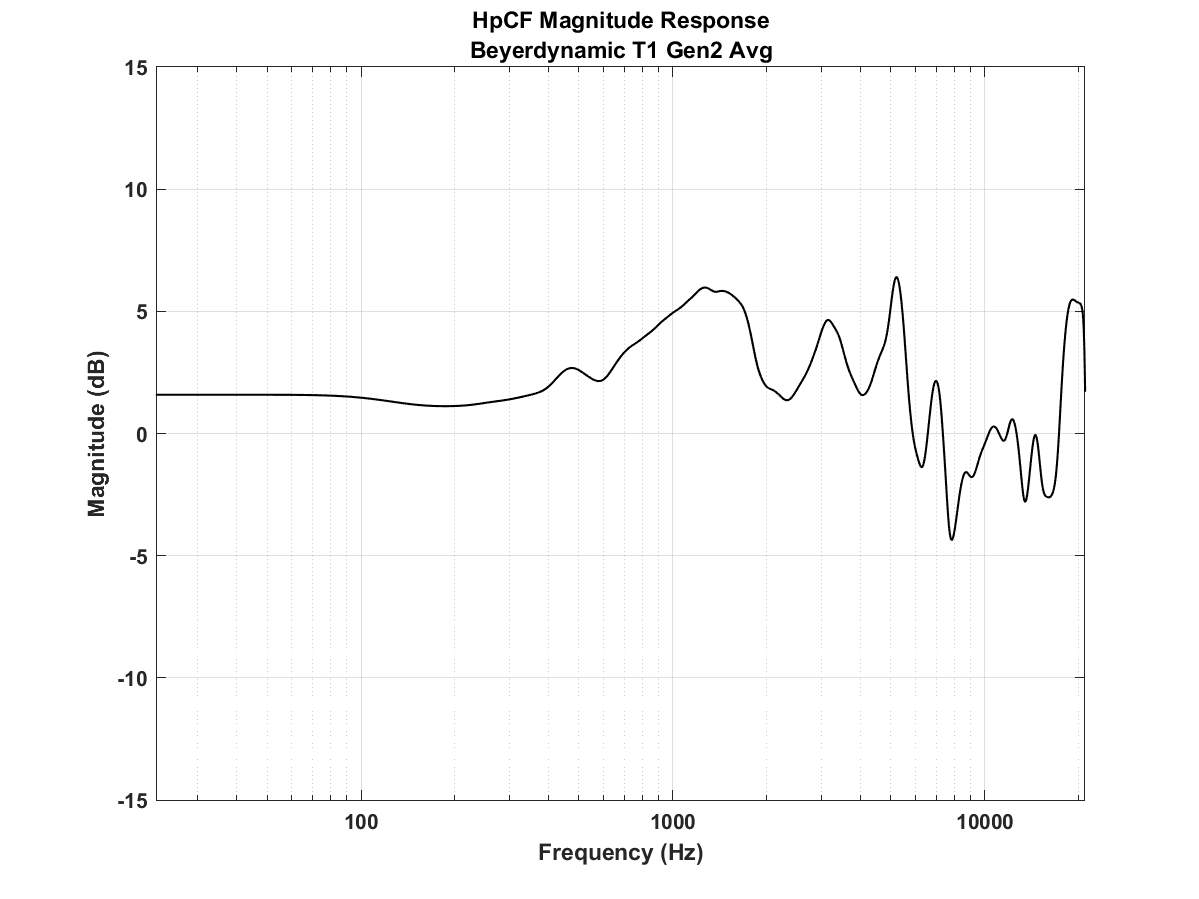 HpCF Magnitude Response
Beyerdynamic T1 Gen2 Avg
15
10
5
0
-5
-10
-15
Magnitude (dB)
100
1000
10000
Frequency (Hz)